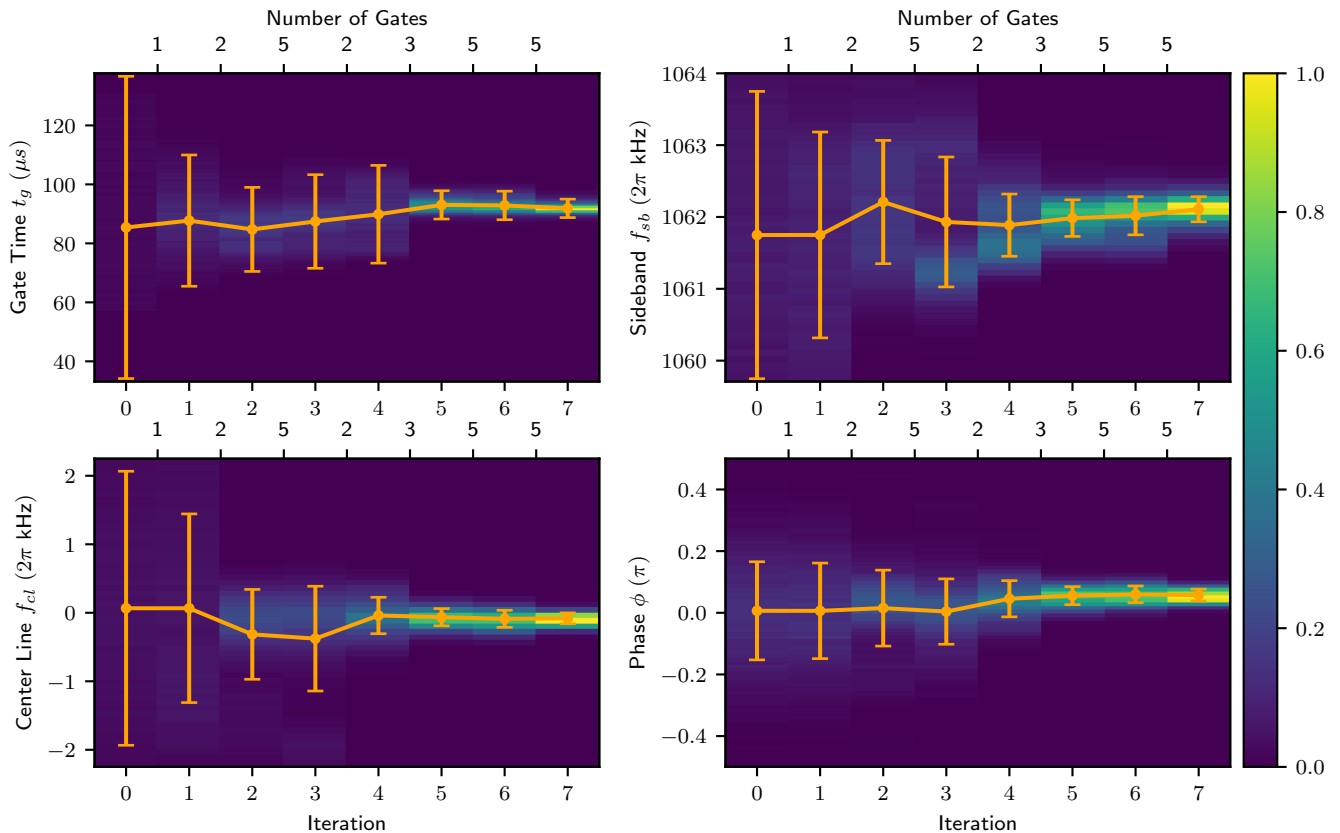 Number of Gates
1 2 5 2 3 5 5
Gate Time t_g (μs)
120
100
80
60
40
0 1 2 3 4 5 6 7
Number of Gates
1 2 5 2 3 5 5
Sideband f_sb (2π kHz)
1064
1063
1062
1061
1060
0 1 2 3 4 5 6 7
1 2 5 2 3 5 5
Center Line f_cl (2π kHz)
2
1
0
−1
−2
0 1 2 3 4 5 6 7
Iteration
1 2 5 2 3 5 5
Phase ϕ (π)
0.4
0.2
0.0
−0.2
−0.4
0 1 2 3 4 5 6 7
Iteration
1.0
0.8
0.6
0.4
0.2
0.0